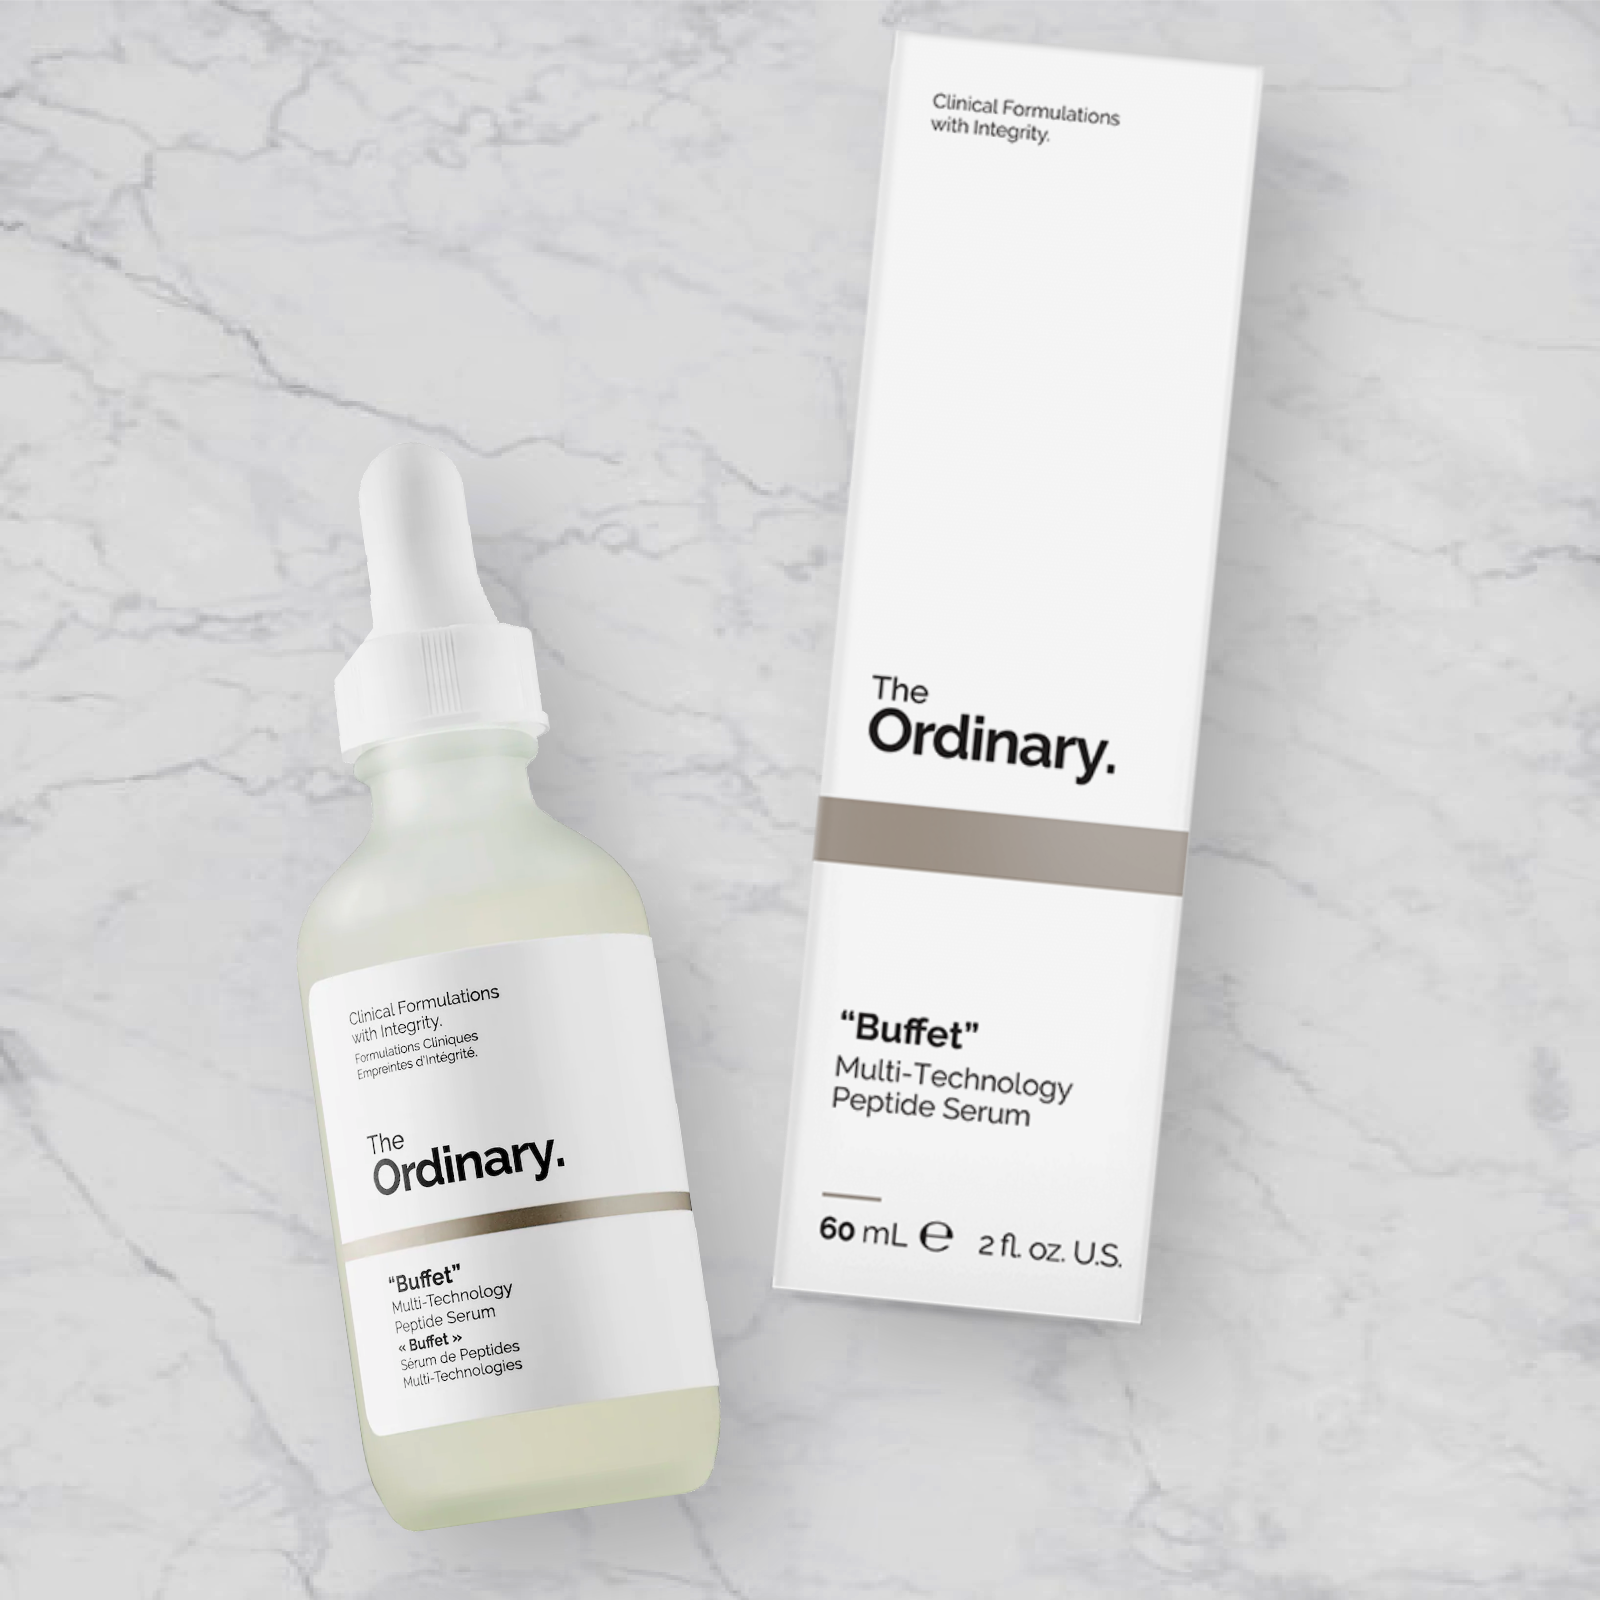 Clinical Formulations
with Integrity.
The
Ordinary.
“Buffet”
Multi-Technology
Peptide Serum
60 mL ℮ 2 fl. oz. U.S.
Clinical Formulations
with Integrity.
Formulations Cliniques
Empreintes d'Intégrité.
The
Ordinary.
“Buffet”
Multi-Technology
Peptide Serum
« Buffet »
Sérum de Peptides
Multi-Technologies